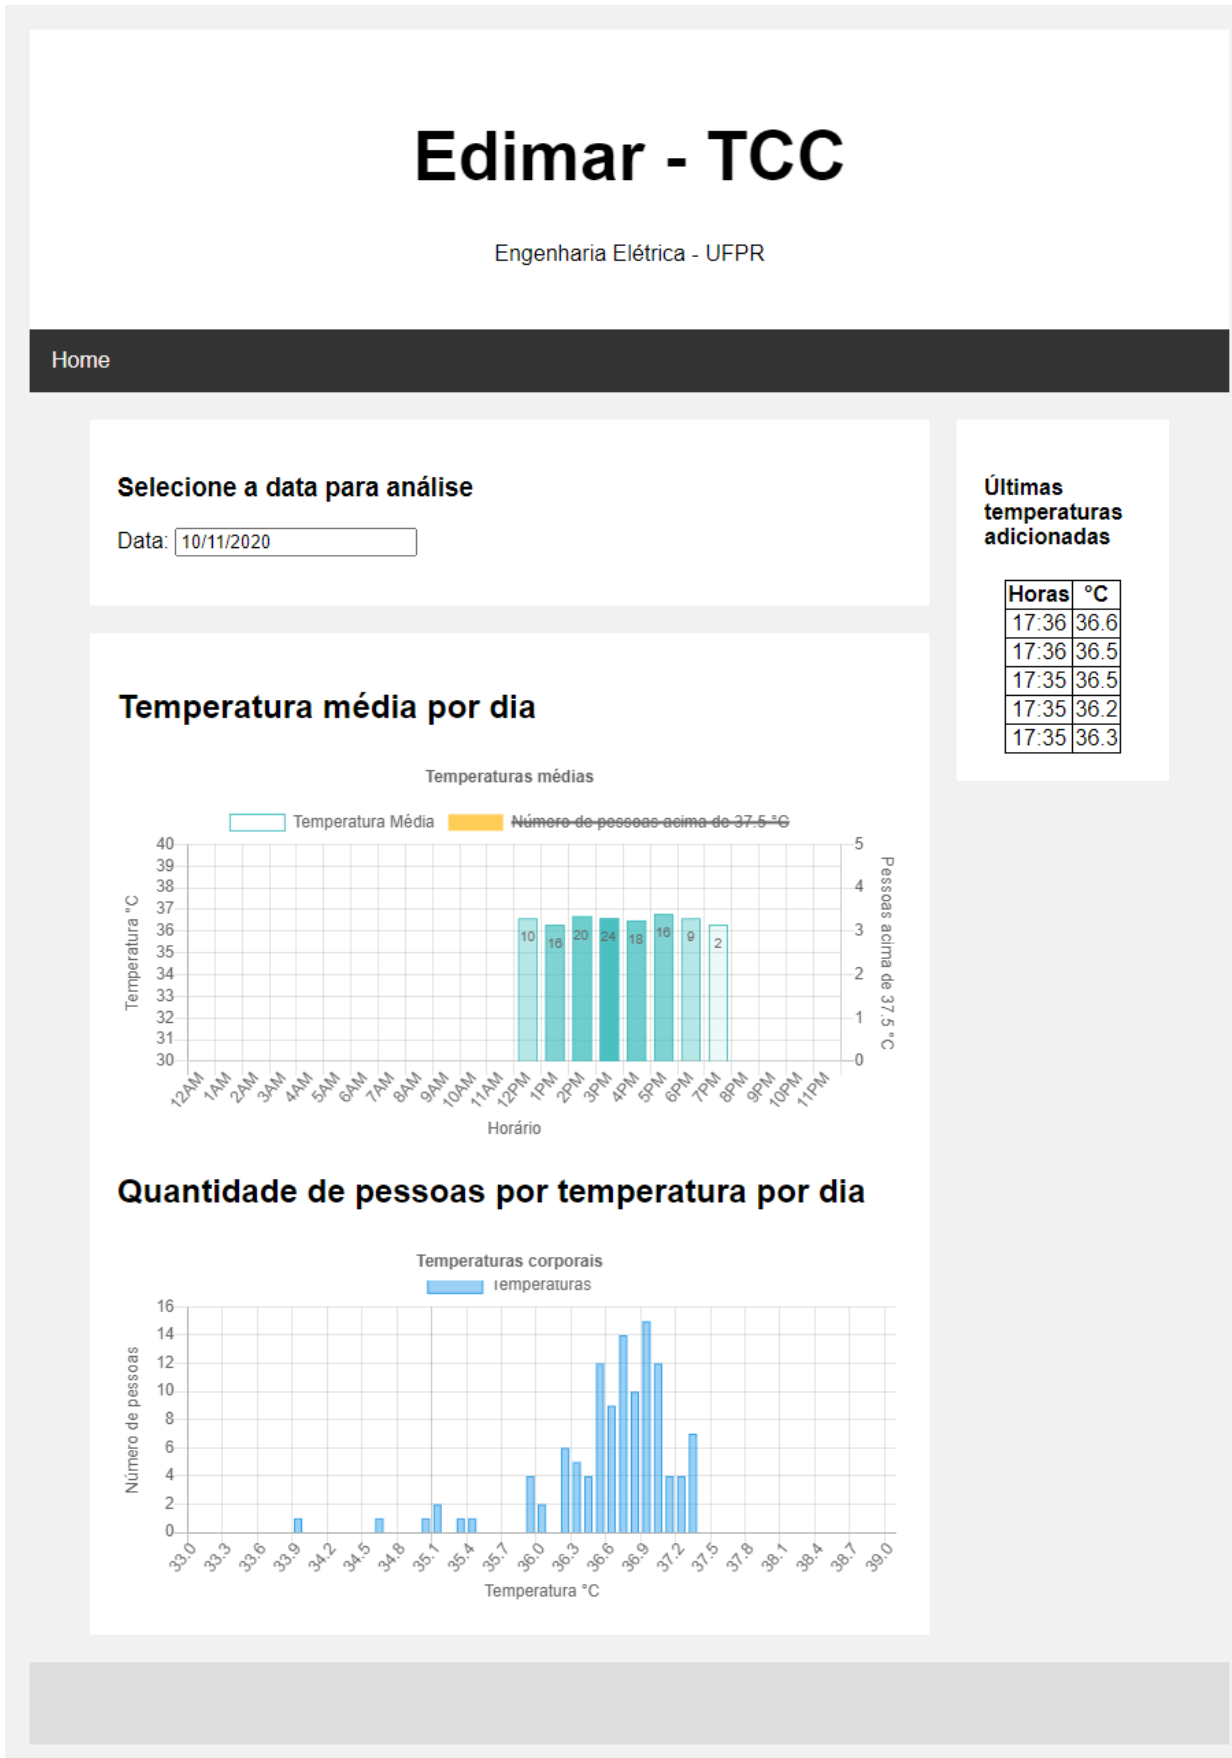 Edimar - TCC
Engenharia Elétrica - UFPR
Home
Selecione a data para análise
Data: 10/11/2020
Últimas
temperaturas
adicionadas
Horas °C
17:36 36.6
17:36 36.5
17:35 36.5
17:35 36.2
17:35 36.3
Temperatura média por dia
Temperaturas médias
Temperatura Média Número de pessoas acima de 37.5 °C
Temperatura °C
40
39
38
37
36
35
34
33
32
31
30
10 16 20 24 18 16 9 2
5
4
3
2
1
0
Pessoas acima de 37.5 °C
12AM 1AM 2AM 3AM 4AM 5AM 6AM 7AM 8AM 9AM 10AM 11AM 12PM 1PM 2PM 3PM 4PM 5PM 6PM 7PM 8PM 9PM 10PM 11PM
Horário
Quantidade de pessoas por temperatura por dia
Temperaturas corporais
Temperaturas
Número de pessoas
16
14
12
10
8
6
4
2
0
33.0 33.3 33.6 33.9 34.2 34.5 34.8 35.1 35.4 35.7 36.0 36.3 36.6 36.9 37.2 37.5 37.8 38.1 38.4 38.7 39.0
Temperatura °C